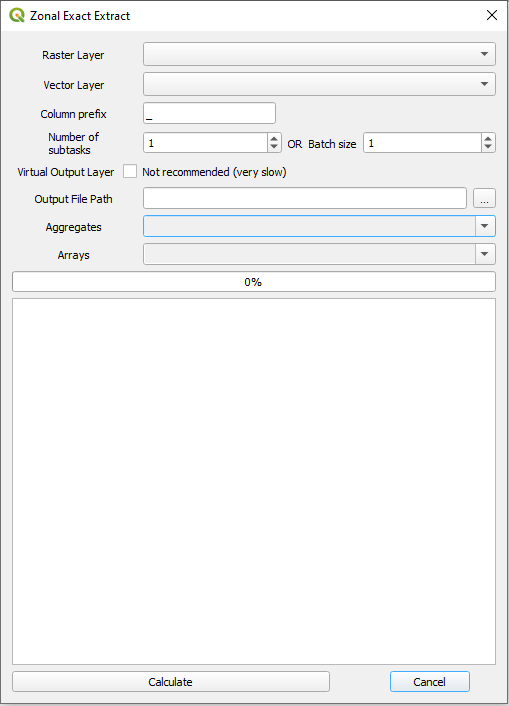 Zonal Exact Extract
Raster Layer
Vector Layer
Column prefix _
Number of subtasks 1 OR Batch size 1
Virtual Output Layer Not recommended (very slow)
Output File Path ...
Aggregates
Arrays
0%
Calculate Cancel